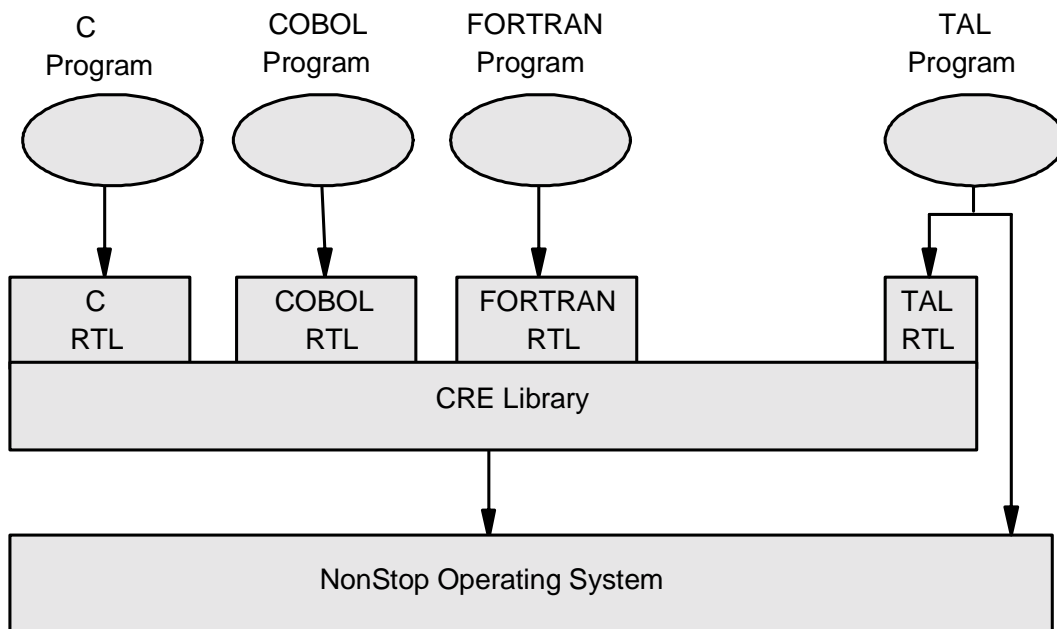 C
Program
COBOL
Program
FORTRAN
Program
TAL
Program
C
RTL
COBOL
RTL
FORTRAN
RTL
TAL
RTL
CRE Library
NonStop Operating System